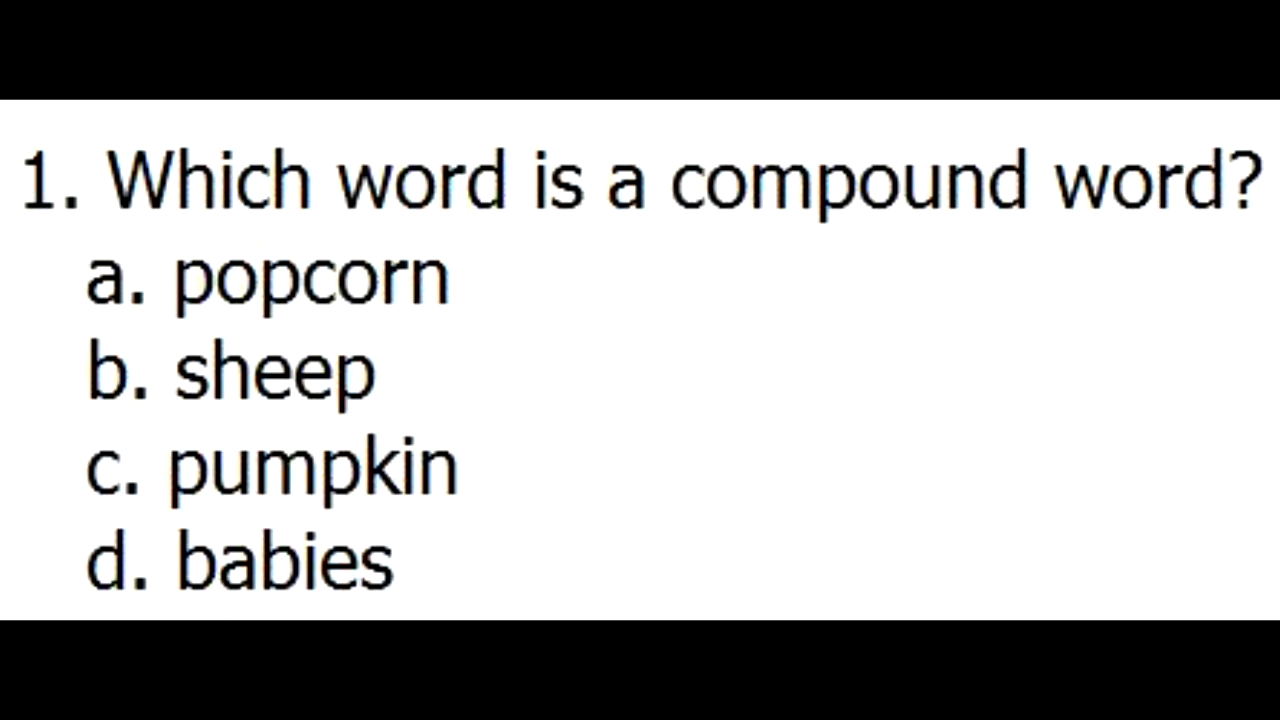 1. Which word is a compound word?
a. popcorn
b. sheep
c. pumpkin
d. babies